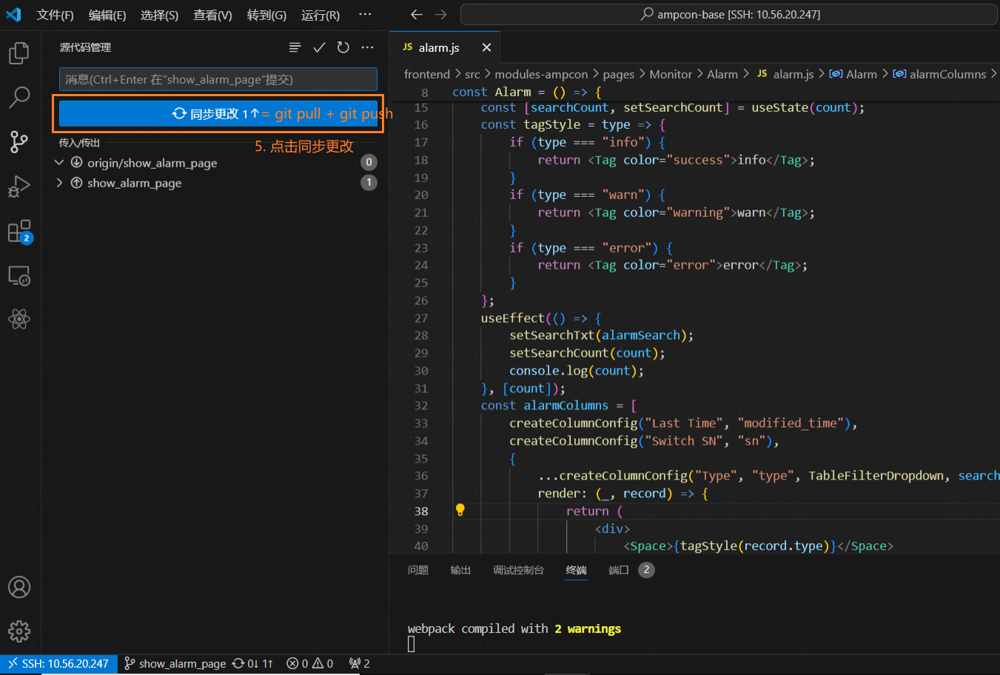 文件(F) 编辑(E) 选择(S) 查看(V) 转到(G) 运行(R) ··· ampcon-base [SSH: 10.56.20.247]
源代码管理
消息(Ctrl+Enter 在"show_alarm_page"提交)
同步更改 1↑ = git pull + git push
5. 点击同步更改
传入/传出
origin/show_alarm_page 0
show_alarm_page 1
2
JS alarm.js
frontend > src > modules-ampcon > pages > Monitor > Alarm > JS alarm.js > Alarm > alarmColumns >
8 const Alarm = () => {
15 const [searchCount, setSearchCount] = useState(count);
16 const tagStyle = type => {
17 if (type === "info") {
18 return <Tag color="success">info</Tag>;
19 }
20 if (type === "warn") {
21 return <Tag color="warning">warn</Tag>;
22 }
23 if (type === "error") {
24 return <Tag color="error">error</Tag>;
25 }
26 };
27 useEffect(() => {
28 setSearchTxt(alarmSearch);
29 setSearchCount(count);
30 console.log(count);
31 }, [count]);
32 const alarmColumns = [
33 createColumnConfig("Last Time", "modified_time"),
34 createColumnConfig("Switch SN", "sn"),
35 {
36 ...createColumnConfig("Type", "type", TableFilterDropdown, search
37 render: (_, record) => {
38 return (
39 <div>
40 <Space>{tagStyle(record.type)}</Space>
问题 输出 调试控制台 终端 端口 2
webpack compiled with 2 warnings
SSH: 10.56.20.247 show_alarm_page 0↓ 1↑ 0 0 2